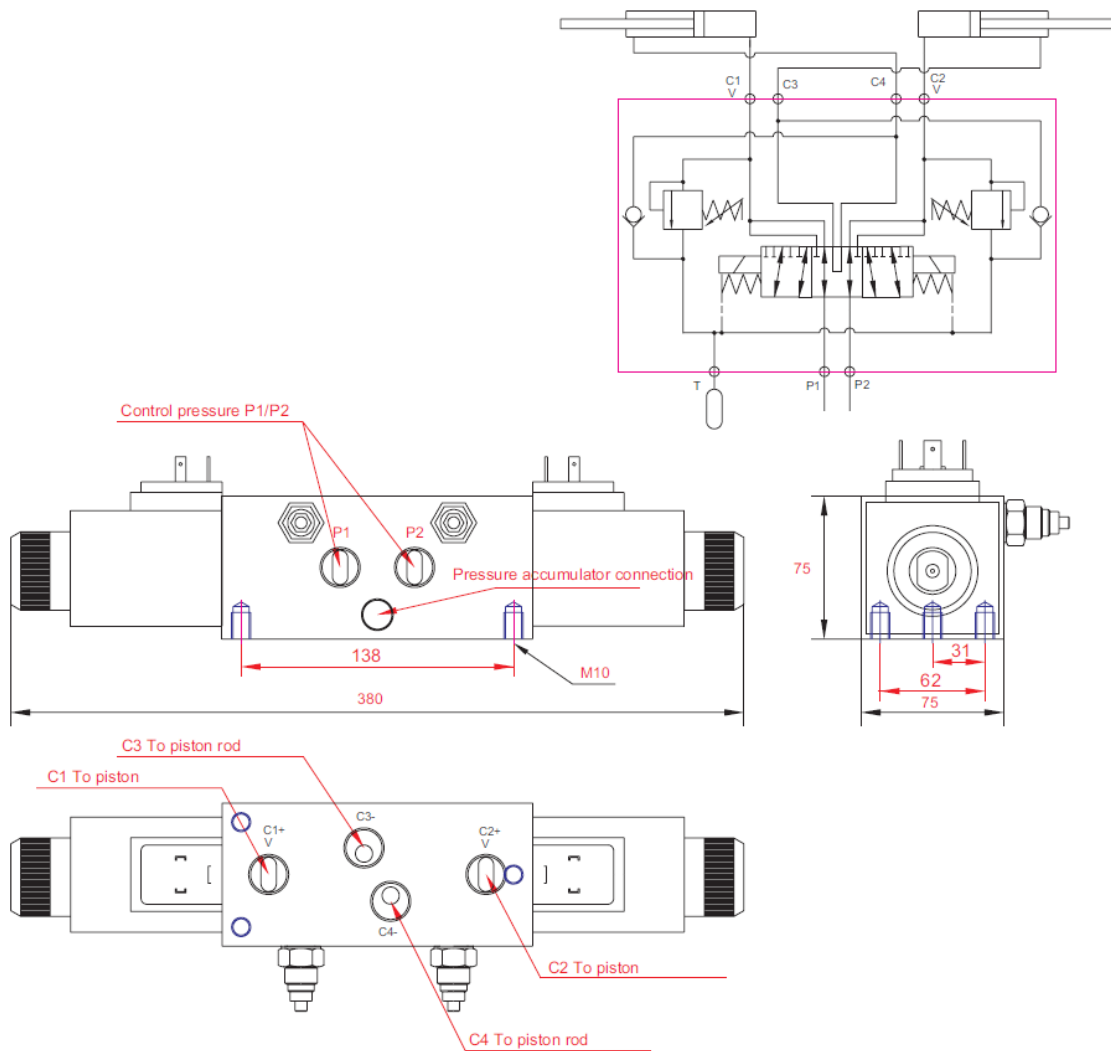 C1
V
C3
C4
C2
V
T
P1
P2
Control pressure P1/P2
P1
P2
Pressure accumulator connection
138
M10
380
75
31
62
75
C3 To piston rod
C1 To piston
C1+
V
C3-
C2+
V
C4-
C2 To piston
C4 To piston rod